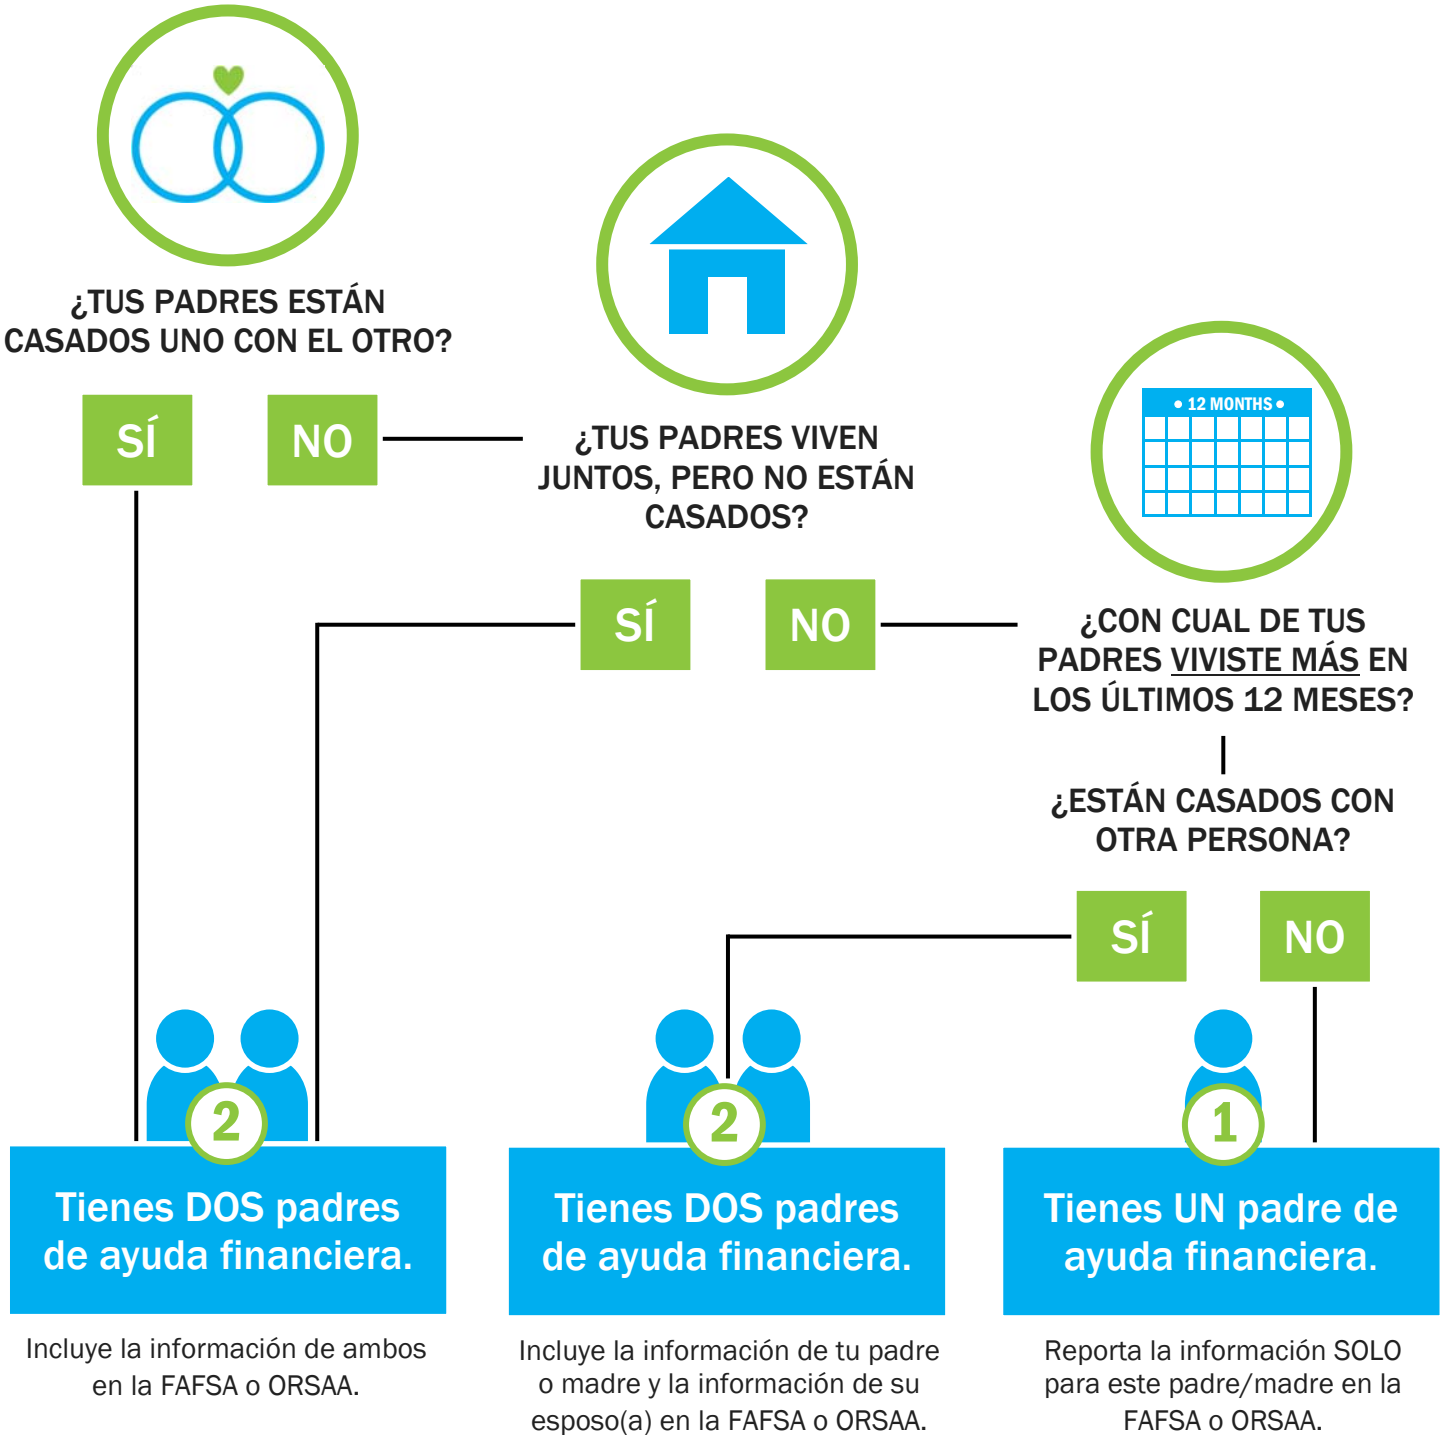 ¿TUS PADRES ESTÁN
CASADOS UNO CON EL OTRO?
SÍ
NO
¿TUS PADRES VIVEN
JUNTOS, PERO NO ESTÁN
CASADOS?
SÍ
NO
• 12 MONTHS •
¿CON CUAL DE TUS
PADRES VIVISTE MÁS EN
LOS ÚLTIMOS 12 MESES?
¿ESTÁN CASADOS CON
OTRA PERSONA?
SÍ
NO
2
Tienes DOS padres
de ayuda financiera.
Incluye la información de ambos
en la FAFSA o ORSAA.
2
Tienes DOS padres
de ayuda financiera.
Incluye la información de tu padre
o madre y la información de su
esposo(a) en la FAFSA o ORSAA.
1
Tienes UN padre de
ayuda financiera.
Reporta la información SOLO
para este padre/madre en la
FAFSA o ORSAA.